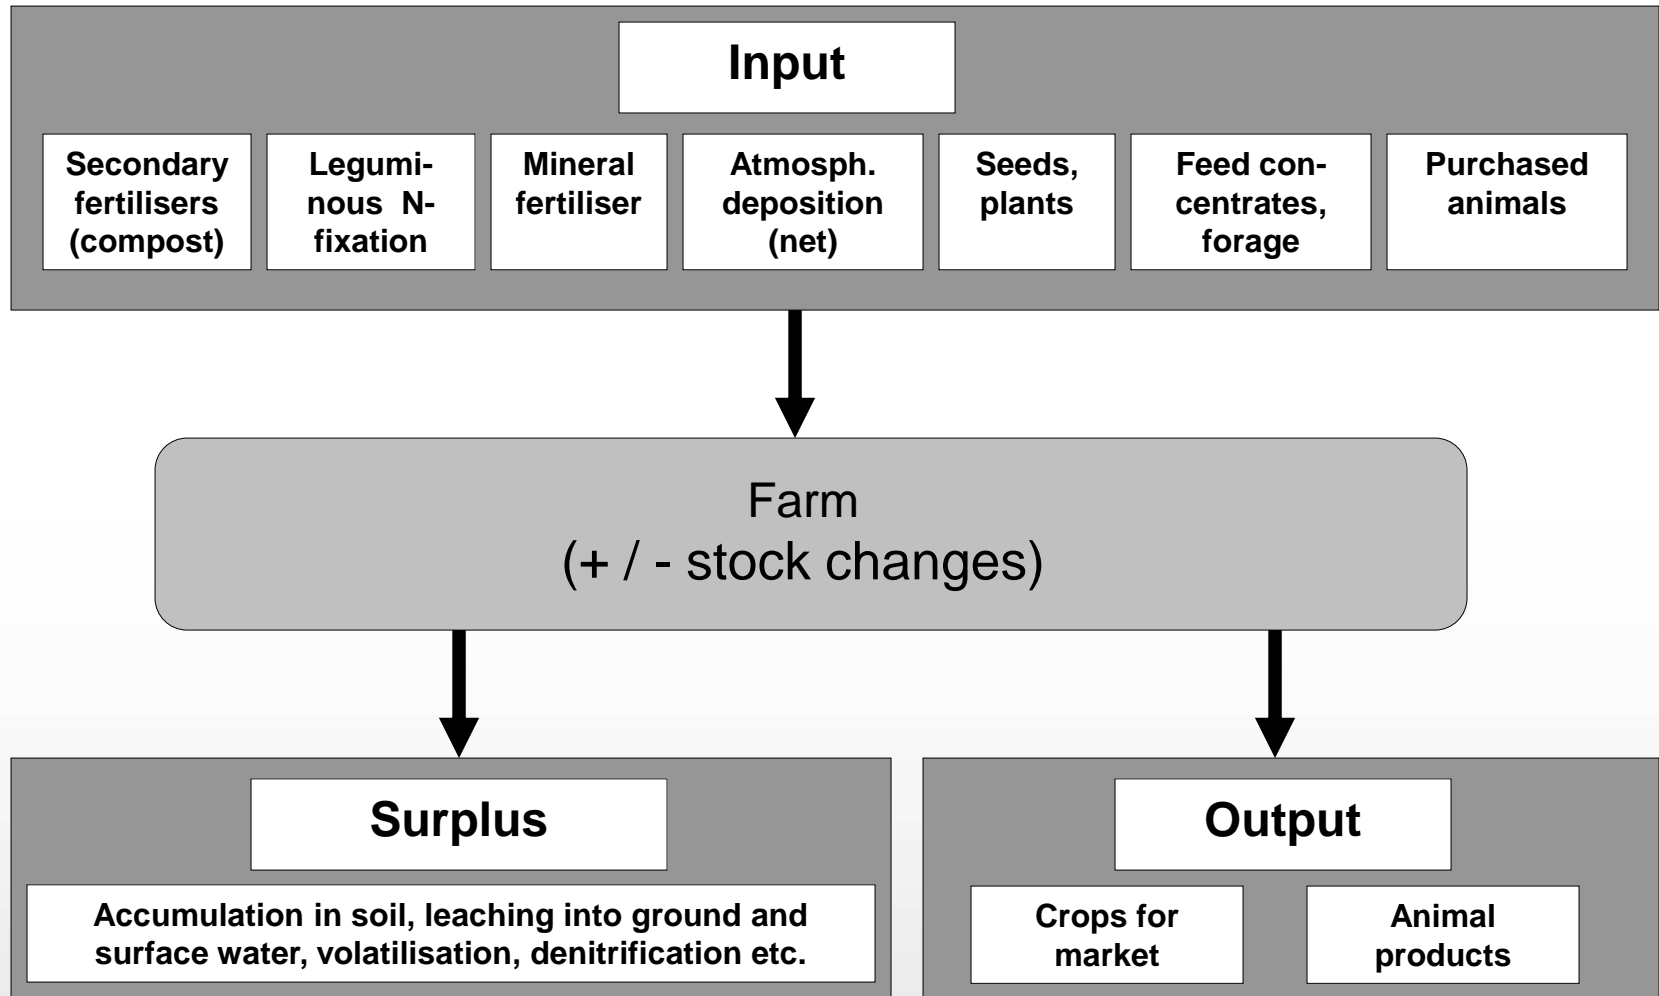 Input
Secondary
fertilisers
(compost)
Legumi-
nous N-
fixation
Mineral
fertiliser
Atmosph.
deposition
(net)
Seeds,
plants
Feed con-
centrates,
forage
Purchased
animals
Farm
(+ / - stock changes)
Surplus
Accumulation in soil, leaching into ground and
surface water, volatilisation, denitrification etc.
Output
Crops for
market
Animal
products